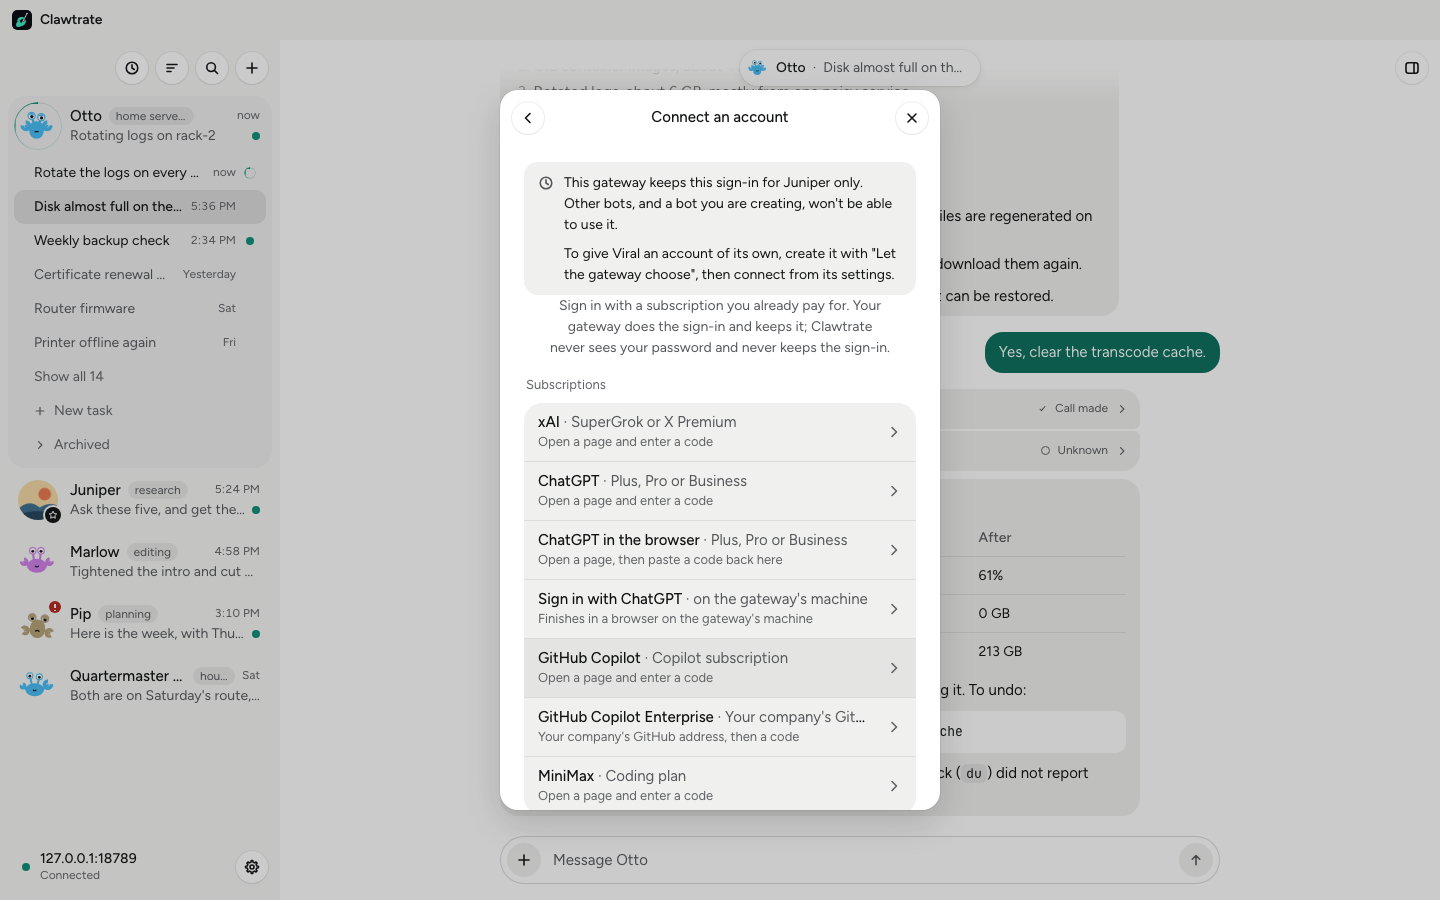 Clawtrate
Otto home serve... now
Rotating logs on rack-2
Rotate the logs on every ... now
Disk almost full on the... 5:36 PM
Weekly backup check 2:34 PM
Certificate renewal ... Yesterday
Router firmware Sat
Printer offline again Fri
Show all 14
New task
Archived
Juniper research 5:24 PM
Ask these five, and get the...
Marlow editing 4:58 PM
Tightened the intro and cut ...
Pip planning 3:10 PM
Here is the week, with Thu...
Quartermaster ... hou... Sat
Both are on Saturday's route,...
127.0.0.1:18789
Connected
Otto · Disk almost full on th...
Connect an account
This gateway keeps this sign-in for Juniper only.
Other bots, and a bot you are creating, won't be able
to use it.
To give Viral an account of its own, create it with "Let
the gateway choose", then connect from its settings.
Sign in with a subscription you already pay for. Your
gateway does the sign-in and keeps it; Clawtrate
never sees your password and never keeps the sign-in.
Subscriptions
xAI · SuperGrok or X Premium
Open a page and enter a code
ChatGPT · Plus, Pro or Business
Open a page and enter a code
ChatGPT in the browser · Plus, Pro or Business
Open a page, then paste a code back here
Sign in with ChatGPT · on the gateway's machine
Finishes in a browser on the gateway's machine
GitHub Copilot · Copilot subscription
Open a page and enter a code
GitHub Copilot Enterprise · Your company's Git...
Your company's GitHub address, then a code
MiniMax · Coding plan
Open a page and enter a code
iles are regenerated on
download them again.
t can be restored.
Yes, clear the transcode cache.
Call made
Unknown
After
61%
0 GB
213 GB
g it. To undo:
che
ck (du) did not report
Message Otto